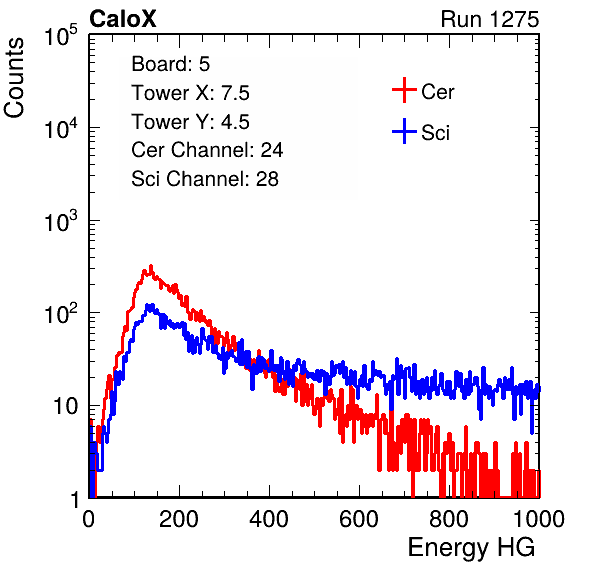 CaloX Run 1275
Counts
Board: 5
Tower X: 7.5
Tower Y: 4.5
Cer Channel: 24
Sci Channel: 28
Cer
Sci
10^5
10^4
10^3
10^2
10
1
0 200 400 600 800 1000
Energy HG